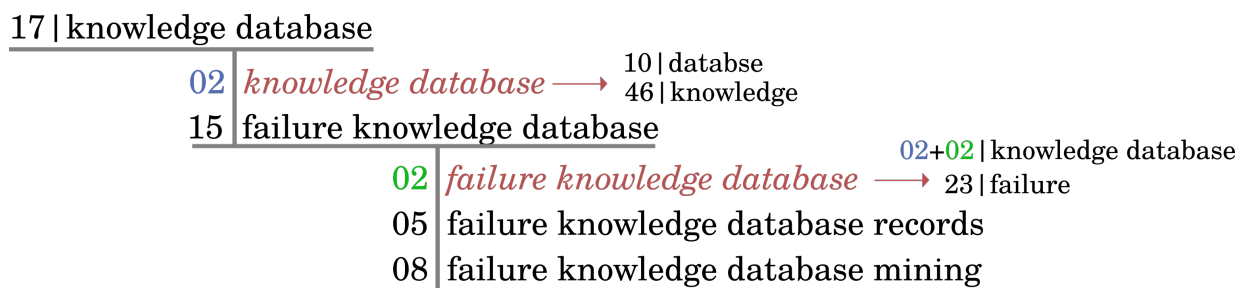 17|knowledge database
02 knowledge database
10|databse
46|knowledge
15 failure knowledge database
02 failure knowledge database
02+02|knowledge database
23|failure
05 failure knowledge database records
08 failure knowledge database mining